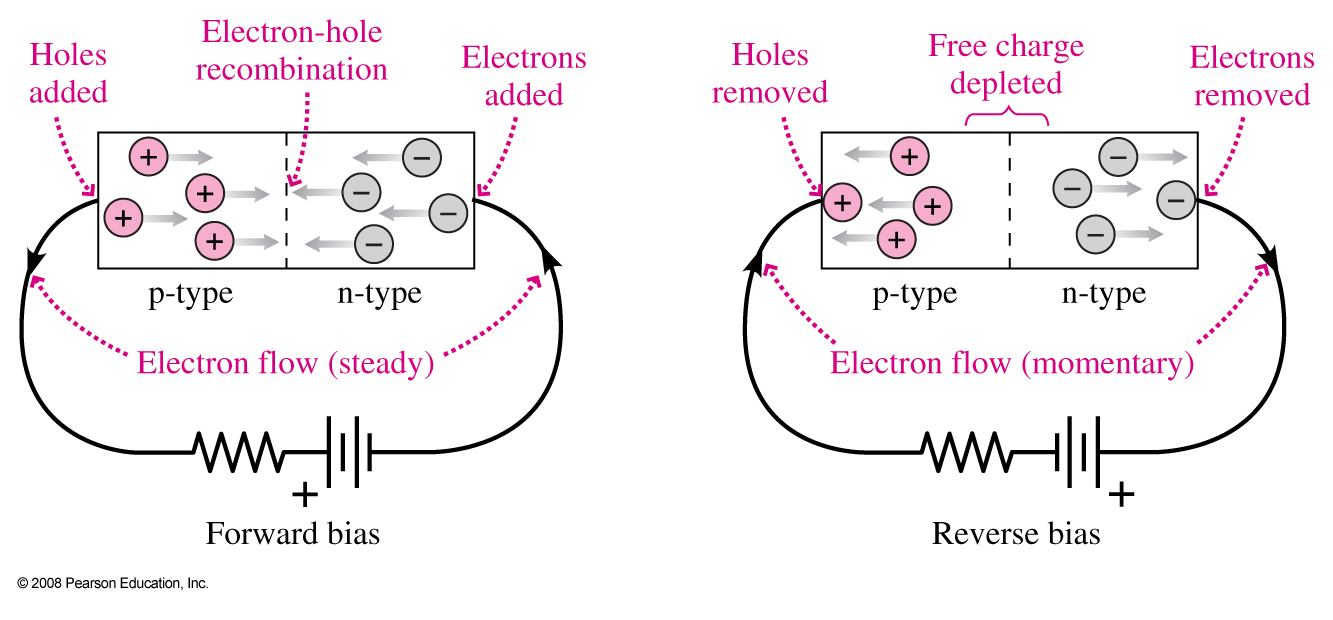 Holes
added
Electron-hole
recombination
Electrons
added
+
+
+
+
−
−
−
−
p-type
n-type
Electron flow (steady)
+
Forward bias
Holes
removed
Free charge
depleted
Electrons
removed
+
+
+
+
−
−
−
−
p-type
n-type
Electron flow (momentary)
+
Reverse bias
© 2008 Pearson Education, Inc.